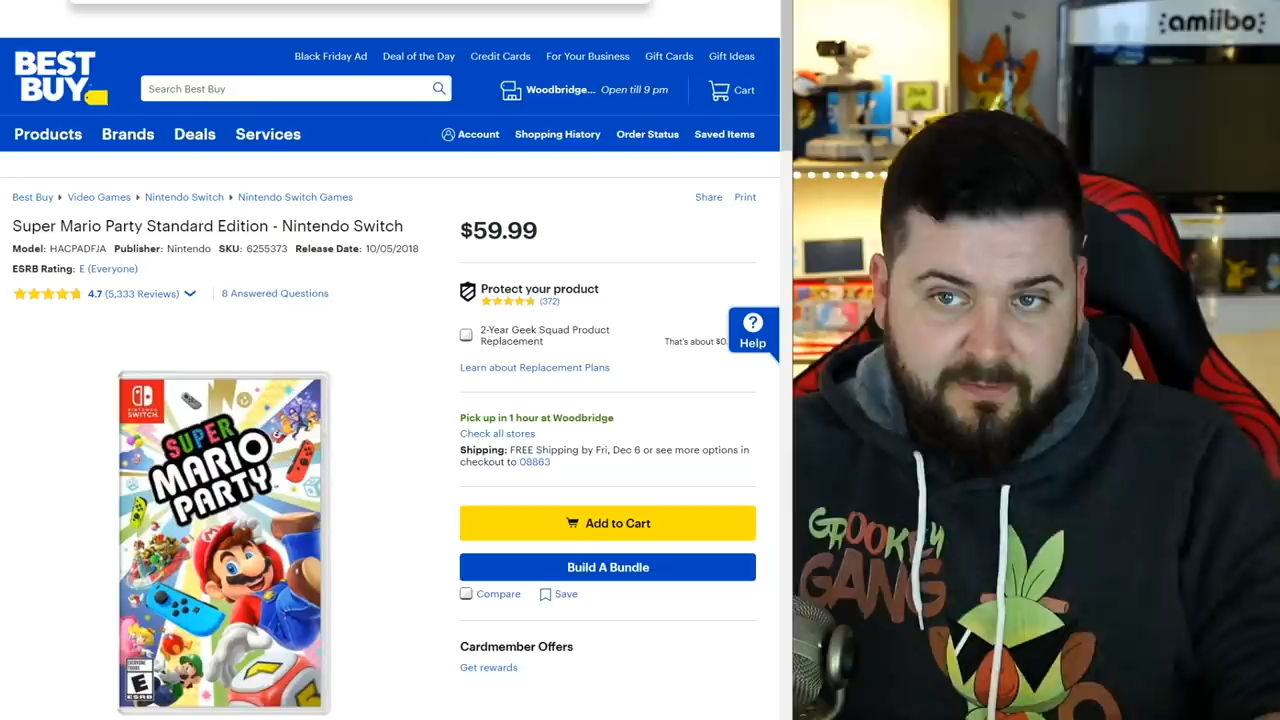 BEST
BUY
Black Friday Ad
Deal of the Day
Credit Cards
For Your Business
Gift Cards
Gift Ideas
Search Best Buy
Woodbridge... Open till 9 pm
Cart
Products
Brands
Deals
Services
Account
Shopping History
Order Status
Saved Items
Best Buy
Video Games
Nintendo Switch
Nintendo Switch Games
Share
Print
Super Mario Party Standard Edition - Nintendo Switch
Model: HACPADFJA Publisher: Nintendo SKU: 6255373 Release Date: 10/05/2018
ESRB Rating: E (Everyone)
4.7 (5,333 Reviews)
8 Answered Questions
NINTENDO
SWITCH
SUPER
MARIO
PARTY
EVERYONE
E
ESRB
$59.99
Protect your product
(372)
2-Year Geek Squad Product
Replacement
That's about $0.
Learn about Replacement Plans
?
Help
Pick up in 1 hour at Woodbridge
Check all stores
Shipping: FREE Shipping by Fri, Dec 6 or see more options in
checkout to 08863
Add to Cart
Build A Bundle
Compare
Save
Cardmember Offers
Get rewards
amiibo
GROOKEY
GANG